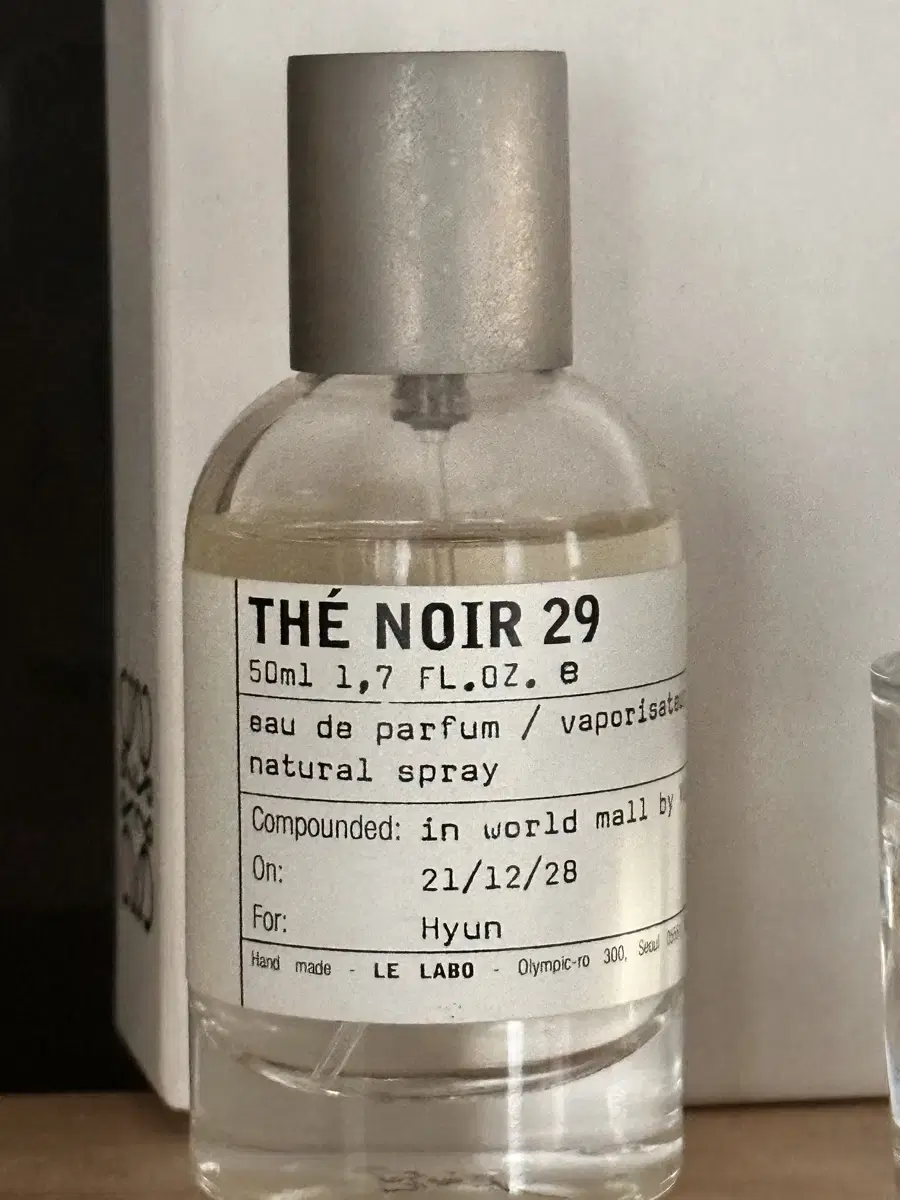 THÉ NOIR 29
50ml 1,7 FL.OZ. e
eau de parfum / vaporisateu
natural spray
Compounded: in world mall by
On: 21/12/28
For: Hyun
Hand made - LE LABO - Olympic-ro 300, Seoul